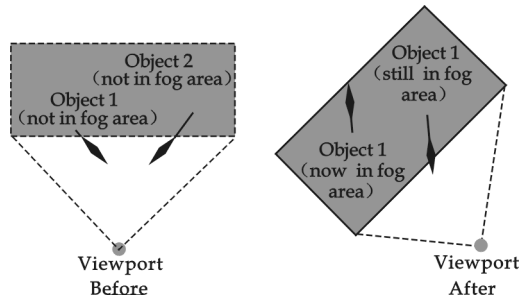 Object 2
(not in fog area)
Object 1
(not in fog area)
Viewport
Before
Object 1
(still in fog
area)
Object 1
(now in fog
area)
Viewport
After